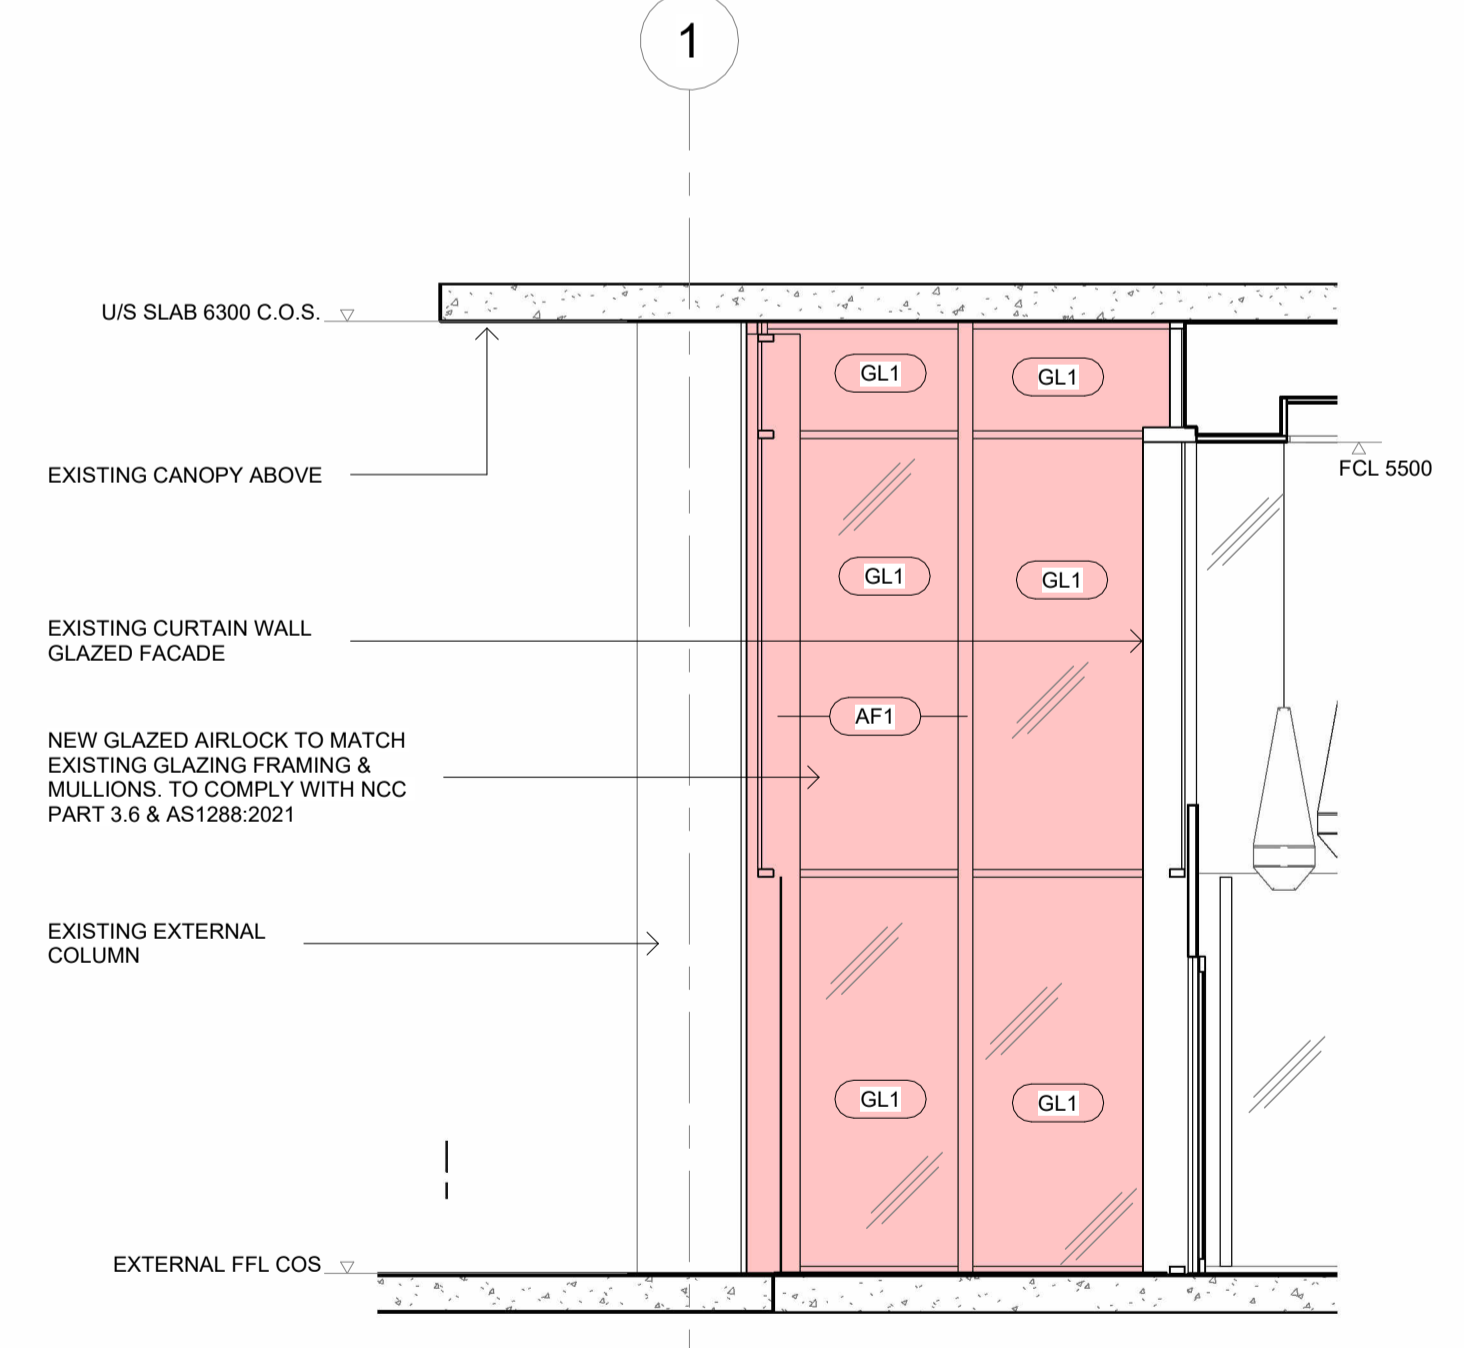 1
U/S SLAB 6300 C.O.S.
GL1
GL1
EXISTING CANOPY ABOVE
FCL 5500
GL1
GL1
EXISTING CURTAIN WALL
GLAZED FACADE
AF1
NEW GLAZED AIRLOCK TO MATCH
EXISTING GLAZING FRAMING &
MULLIONS. TO COMPLY WITH NCC
PART 3.6 & AS1288:2021
EXISTING EXTERNAL
COLUMN
GL1
GL1
EXTERNAL FFL COS